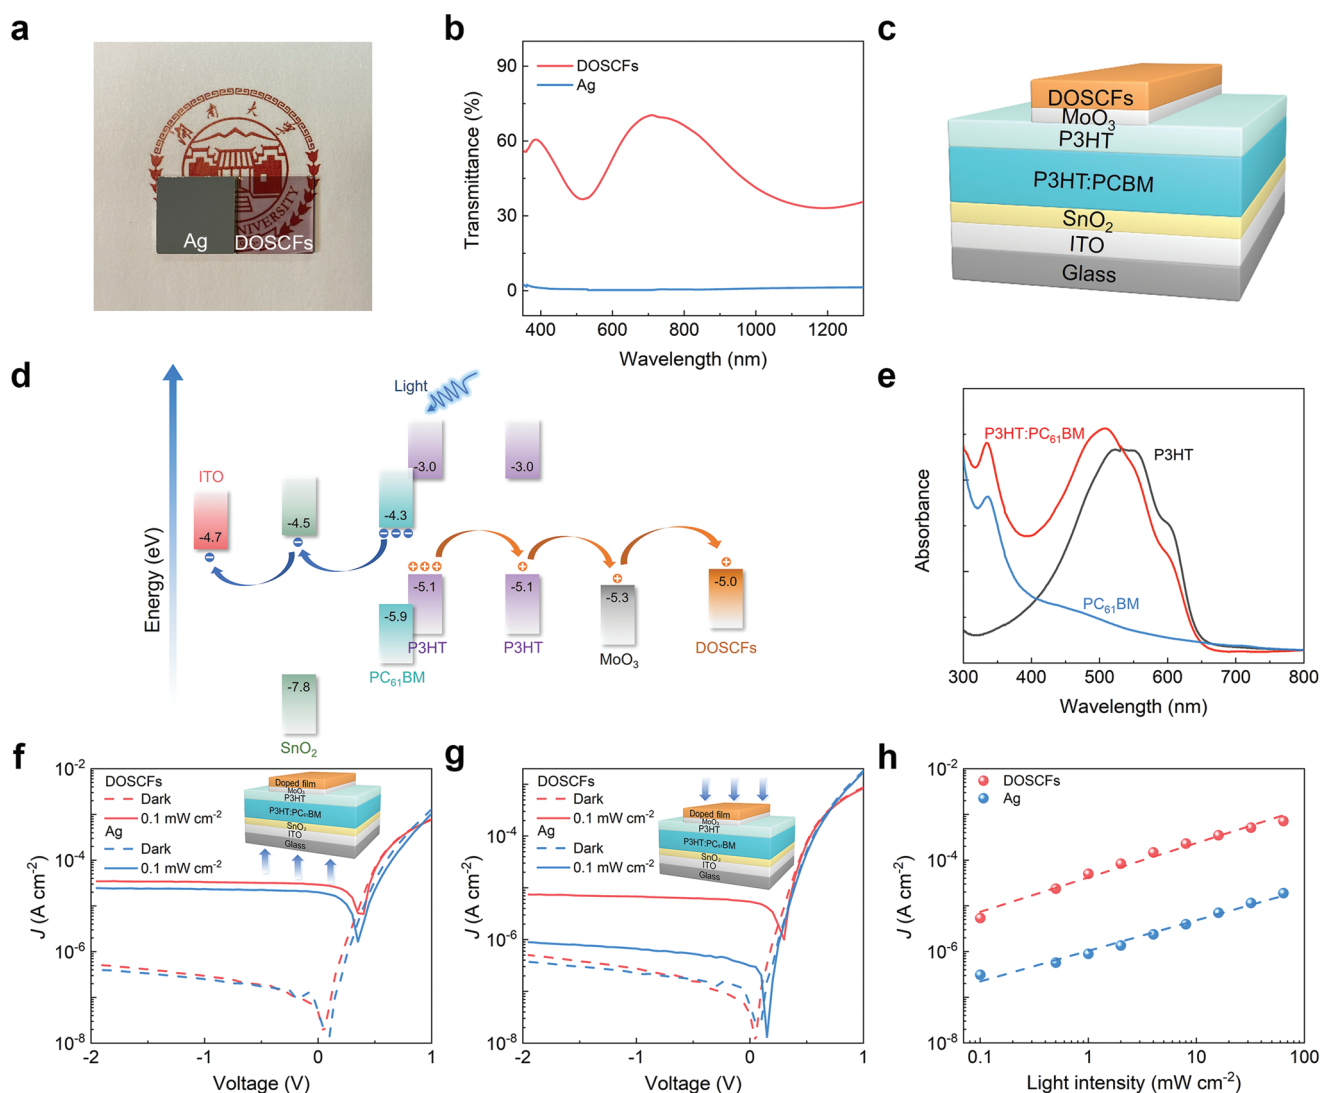 a
湖南大学
UNIVERSITY
Ag
DOSCFs
b
DOSCFs
Ag
Transmittance (%)
90
60
30
0
400
600
800
1000
1200
Wavelength (nm)
c
DOSCFs
MoO₃
P3HT
P3HT:PCBM
SnO₂
ITO
Glass
d
Energy (eV)
Light
ITO
-4.7
-4.5
-4.3
-3.0
-3.0
-5.1
-5.9
-5.1
-5.3
-5.0
P3HT
P3HT
MoO₃
DOSCFs
PC₆₁BM
-7.8
SnO₂
e
Absorbance
P3HT:PC₆₁BM
P3HT
PC₆₁BM
300
400
500
600
700
800
Wavelength (nm)
f
J (A cm⁻²)
10⁻²
10⁻⁴
10⁻⁶
10⁻⁸
DOSCFs
Dark
0.1 mW cm⁻²
Ag
Dark
0.1 mW cm⁻²
Doped film
MoO₃
P3HT
P3HT:PC₆₁BM
SnO₂
ITO
Glass
-2
-1
0
1
Voltage (V)
g
J (A cm⁻²)
10⁻²
10⁻⁴
10⁻⁶
10⁻⁸
DOSCFs
Dark
0.1 mW cm⁻²
Ag
Dark
0.1 mW cm⁻²
Doped film
MoO₃
P3HT
P3HT:PC₆₁BM
SnO₂
ITO
Glass
-2
-1
0
1
Voltage (V)
h
J (A cm⁻²)
10⁻²
10⁻⁴
10⁻⁶
10⁻⁸
DOSCFs
Ag
0.1
1
10
100
Light intensity (mW cm⁻²)